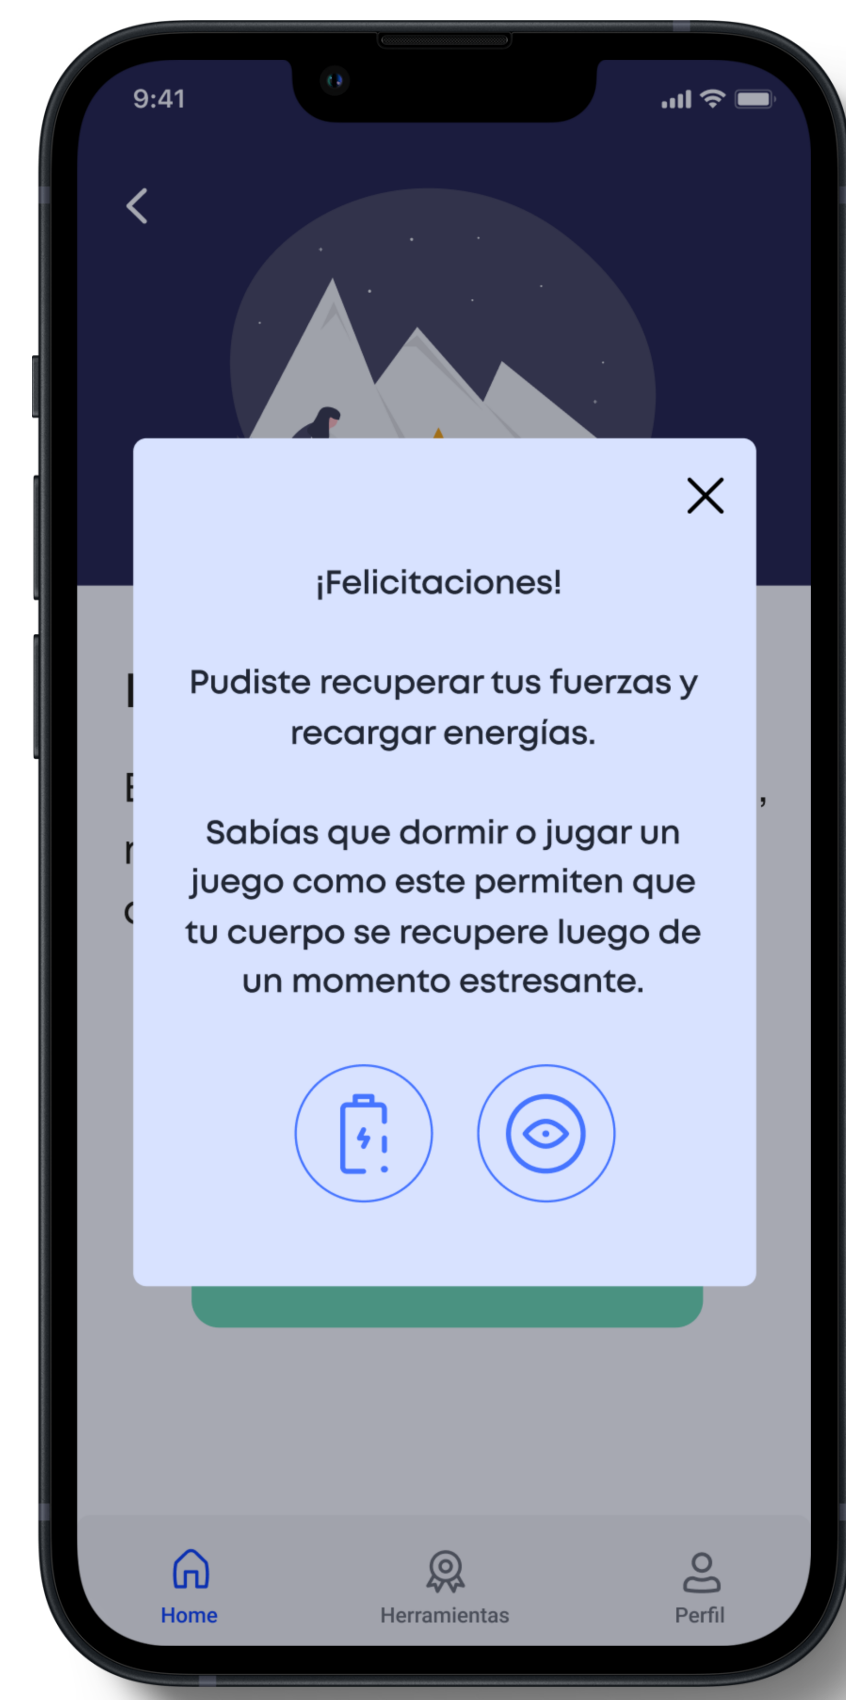 9:41
¡Felicitaciones!
Pudiste recuperar tus fuerzas y
recargar energías.
Sabías que dormir o jugar un
juego como este permiten que
tu cuerpo se recupere luego de
un momento estresante.
Home
Herramientas
Perfil